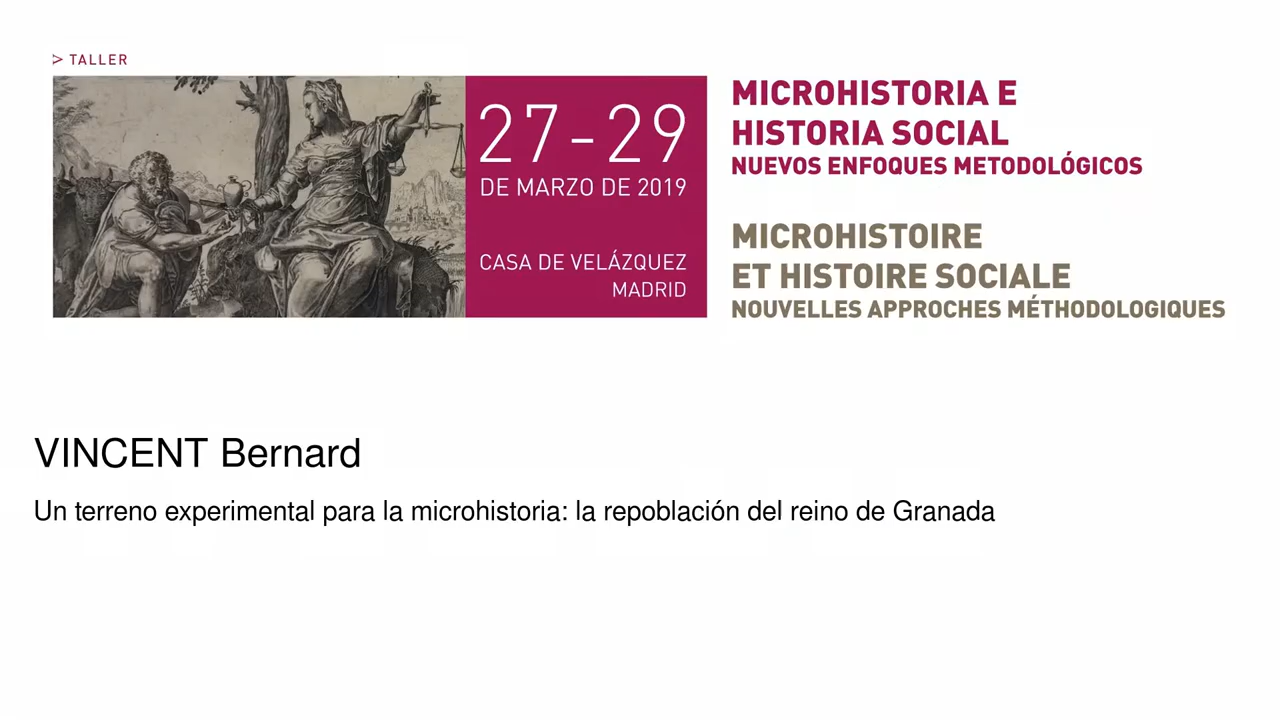 > TALLER
27-29
DE MARZO DE 2019
CASA DE VELÁZQUEZ
MADRID
MICROHISTORIA E
HISTORIA SOCIAL
NUEVOS ENFOQUES METODOLÓGICOS
MICROHISTOIRE
ET HISTOIRE SOCIALE
NOUVELLES APPROCHES MÉTHODOLOGIQUES
VINCENT Bernard
Un terreno experimental para la microhistoria: la repoblación del reino de Granada